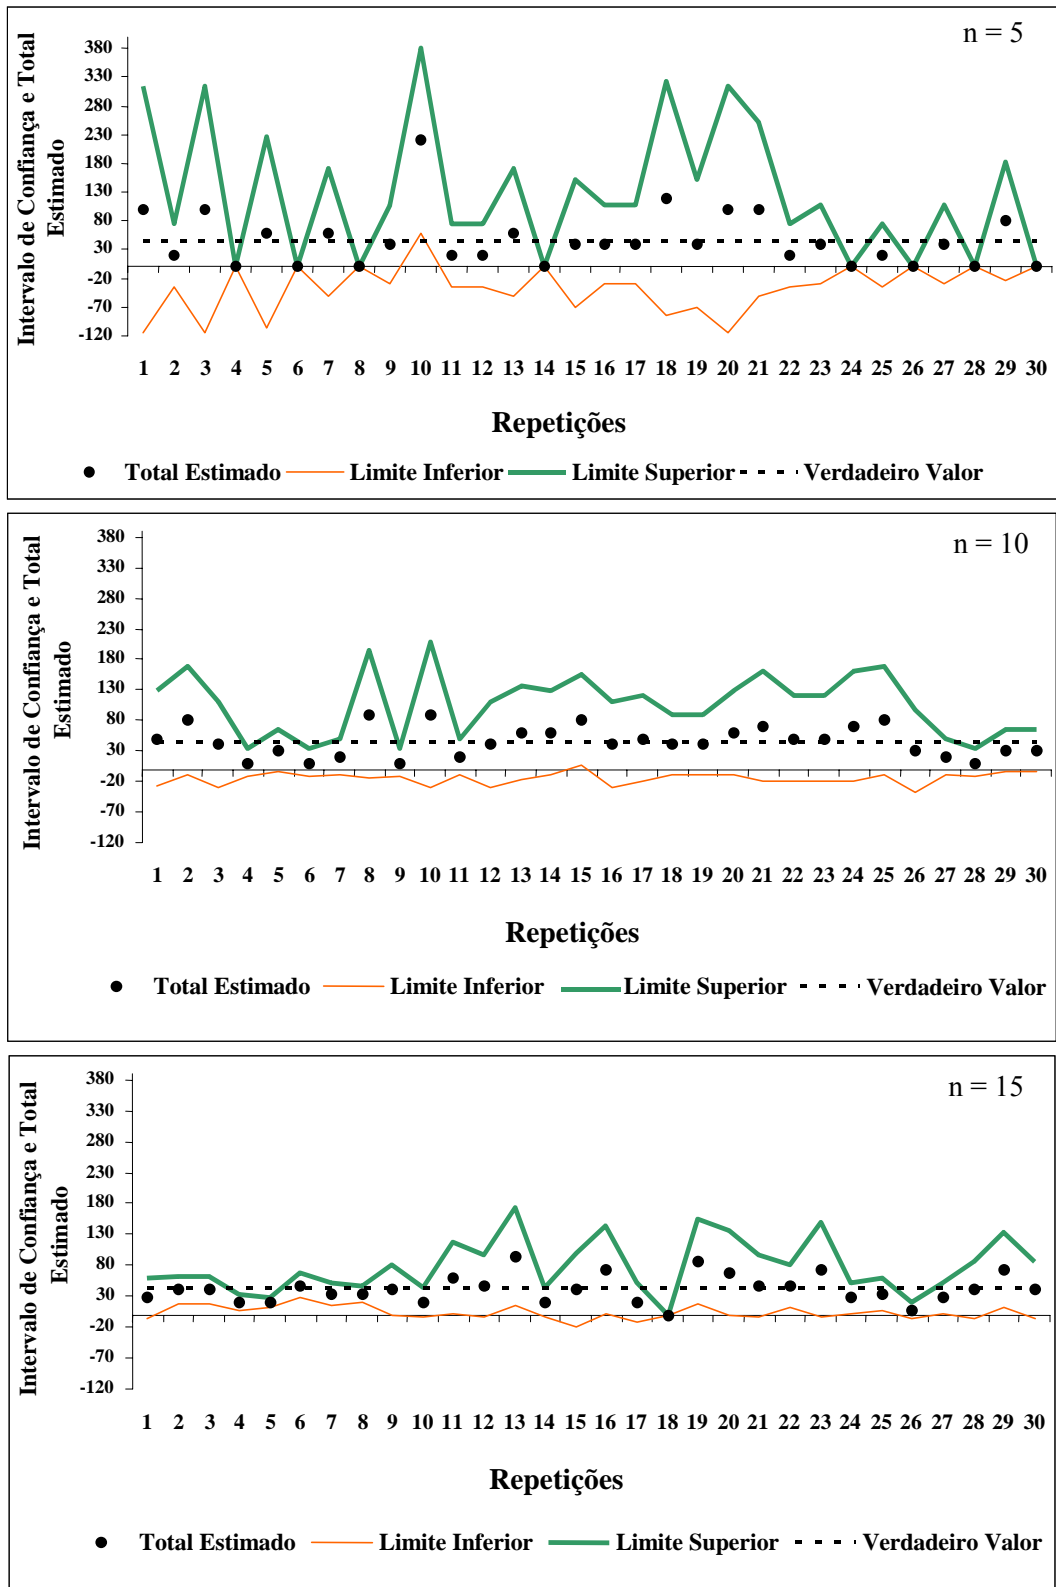 n = 5
Intervalo de Confiança e Total
Estimado
380
330
280
230
180
130
80
30
-20
-70
-120
1 2 3 4 5 6 7 8 9 10 11 12 13 14 15 16 17 18 19 20 21 22 23 24 25 26 27 28 29 30
Repetições
Total Estimado Limite Inferior Limite Superior Verdadeiro Valor
n = 10
Intervalo de Confiança e Total
Estimado
380
330
280
230
180
130
80
30
-20
-70
-120
1 2 3 4 5 6 7 8 9 10 11 12 13 14 15 16 17 18 19 20 21 22 23 24 25 26 27 28 29 30
Repetições
Total Estimado Limite Inferior Limite Superior Verdadeiro Valor
n = 15
Intervalo de Confiança e Total
Estimado
380
330
280
230
180
130
80
30
-20
-70
-120
1 2 3 4 5 6 7 8 9 10 11 12 13 14 15 16 17 18 19 20 21 22 23 24 25 26 27 28 29 30
Repetições
Total Estimado Limite Inferior Limite Superior Verdadeiro Valor